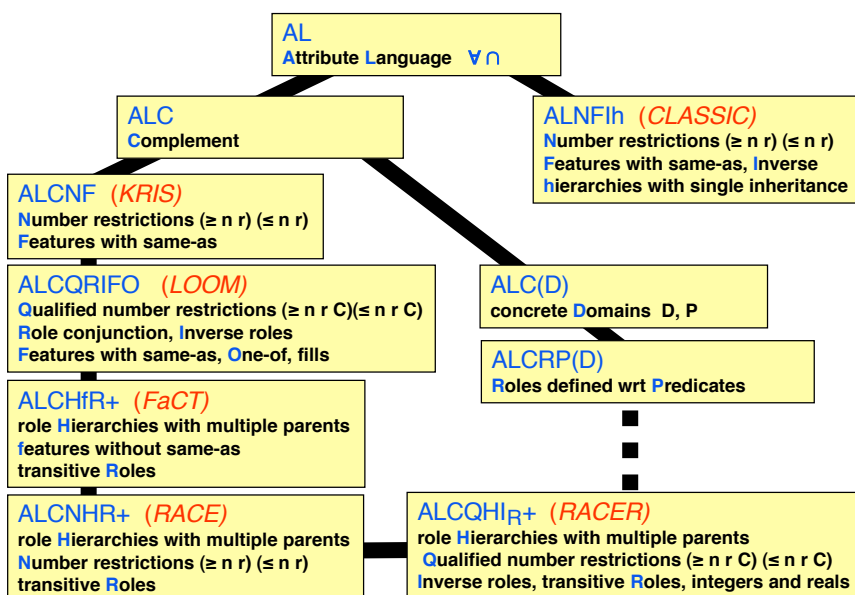 AL
Attribute Language ∀ ∩
ALC
Complement
ALNFIh (CLASSIC)
Number restrictions (≥ n r) (≤ n r)
Features with same-as, Inverse
hierarchies with single inheritance
ALCNF (KRIS)
Number restrictions (≥ n r) (≤ n r)
Features with same-as
ALCQRIFO (LOOM)
Qualified number restrictions (≥ n r C)(≤ n r C)
Role conjunction, Inverse roles
Features with same-as, One-of, fills
ALC(D)
concrete Domains D, P
ALCRP(D)
Roles defined wrt Predicates
ALCHfR+ (FaCT)
role Hierarchies with multiple parents
features without same-as
transitive Roles
ALCNHR+ (RACE)
role Hierarchies with multiple parents
Number restrictions (≥ n r) (≤ n r)
transitive Roles
ALCQHIR+ (RACER)
role Hierarchies with multiple parents
Qualified number restrictions (≥ n r C) (≤ n r C)
Inverse roles, transitive Roles, integers and reals